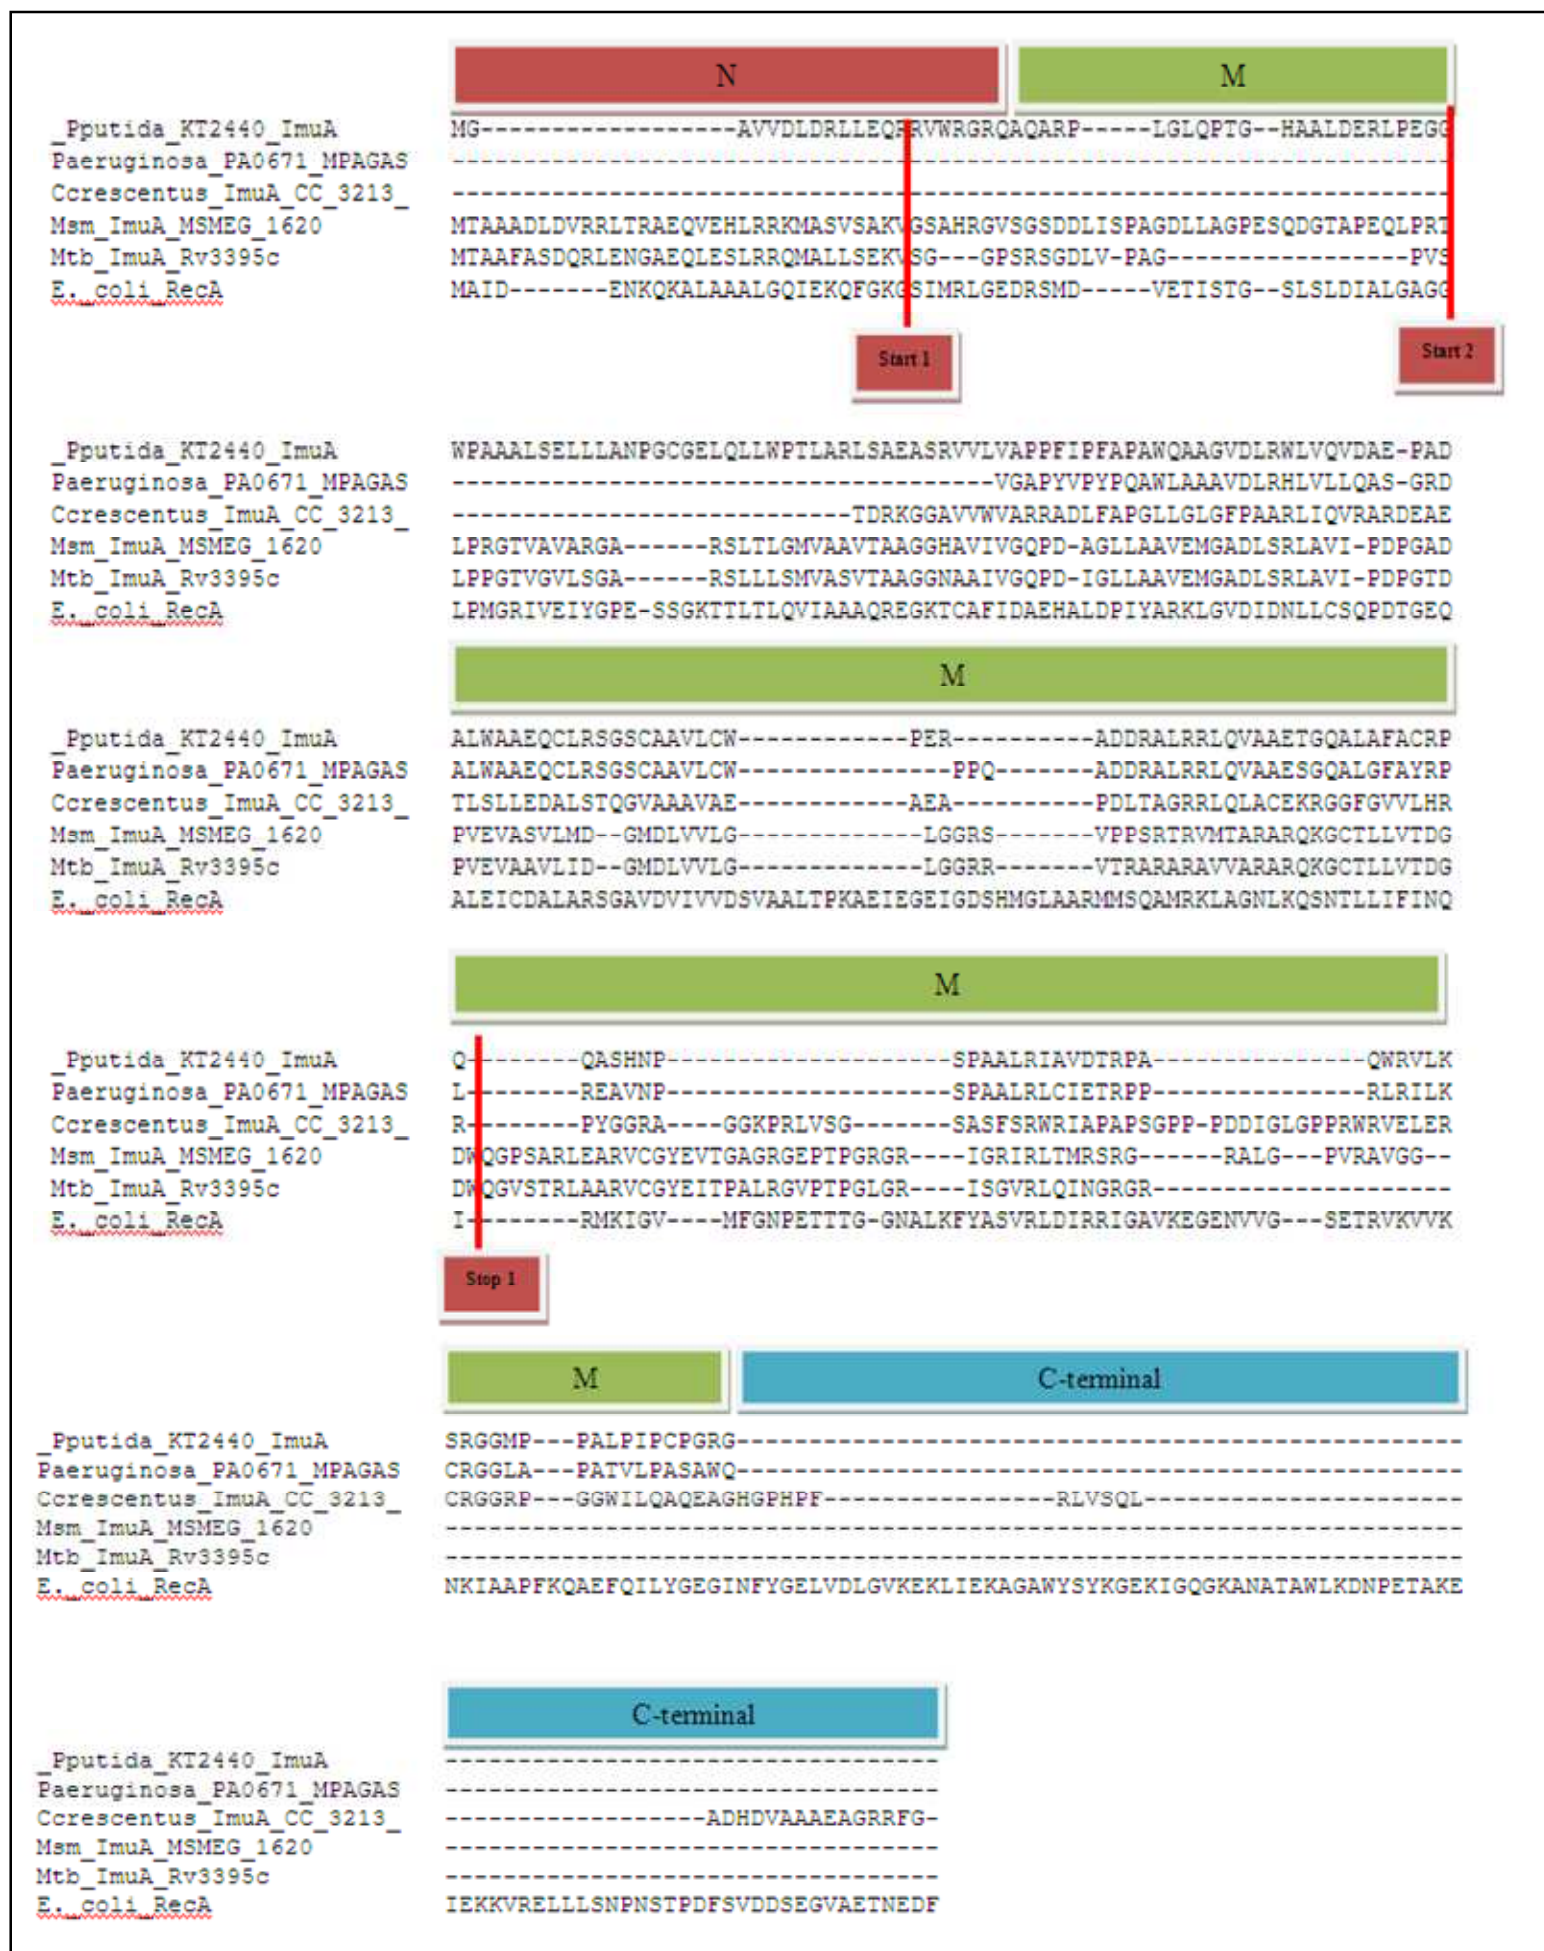 N M
_Pputida_KT2440_ImuA MG------------------AVVDLDRLLEQRRVWRGRQAQARP-----LGLQPTG--HAALDERLPEGG
Paeruginosa_PA0671_MPAGAS ----------------------------------------------------------------------
Ccrescentus_ImuA_CC_3213_ ----------------------------------------------------------------------
Msm_ImuA_MSMEG_1620 MTAAADLDVRRLTRAEQVEHLRRKMASVSAKVGSAHRGVSGSDDLISPAGDLLAGPESQDGTAPEQLPRT
Mtb_ImuA_Rv3395c MTAAFASDQRLENGAEQLESLRRQMALLSEKVSG---GPSRSGDLV-PAG-----------------PVS
E._coli_RecA MAID-------ENKQKALAAALGQIEKQFGKGSIMRLGEDRSMD-----VETISTG--SLSLDIALGAGG
Start 1 Start 2
_Pputida_KT2440_ImuA WPAAALSELLLANPGCGELQLLWPTLARLSAEASRVVLVAPPFIPFAPAWQAAGVDLRWLVQVDAE-PAD
Paeruginosa_PA0671_MPAGAS --------------------------------------VGAPYVPYPQAWLAAAVDLRHLVLLQAS-GRD
Ccrescentus_ImuA_CC_3213_ ----------------------------TDRKGGAVVWVARRADLFAPGLLGLGFPAARLIQVRARDEAE
Msm_ImuA_MSMEG_1620 LPRGTVAVARGA------RSLTLGMVAAVTAAGGHAVIVGQPD-AGLLAAVEMGADLSRLAVI-PDPGAD
Mtb_ImuA_Rv3395c LPPGTVGVLSGA------RSLLLSMVASVTAAGGNAAIVGQPD-IGLLAAVEMGADLSRLAVI-PDPGTD
E._coli_RecA LPMGRIVEIYGPE-SSGKTTLTLQVIAAAQREGKTCAFIDAEHALDPIYARKLGVDIDNLLCSQPDTGEQ
M
_Pputida_KT2440_ImuA ALWAAEQCLRSGSCAAVLCW------------PER----------ADDRALRRLQVAAETGQALAFACRP
Paeruginosa_PA0671_MPAGAS ALWAAEQCLRSGSCAAVLCW---------------PPQ-------ADDRALRRLQVAAESGQALGFAYRP
Ccrescentus_ImuA_CC_3213_ TLSLLEDALSTQGVAAAVAE------------AEA----------PDLTAGRRLQLACEKRGGFGVVLHR
Msm_ImuA_MSMEG_1620 PVEVASVLMD--GMDLVVLG-------------LGGRS-------VPPSRTRVMTARARQKGCTLLVTDG
Mtb_ImuA_Rv3395c PVEVAAVLID--GMDLVVLG-------------LGGRR-------VTRARARAVVARARQKGCTLLVTDG
E._coli_RecA ALEICDALARSGAVDVIVVDSVAALTPKAEIEGEIGDSHMGLAARMMSQAMRKLAGNLKQSNTLLIFINQ
M
_Pputida_KT2440_ImuA Q--------QASHNP--------------------SPAALRIAVDTRPA---------------QWRVLK
Paeruginosa_PA0671_MPAGAS L--------REAVNP--------------------SPAALRLCIETRPP---------------RLRILK
Ccrescentus_ImuA_CC_3213_ R--------PYGGRA----GGKPRLVSG-------SASFSRWRIAPAPSGPP-PDDIGLGPPRWRVELER
Msm_ImuA_MSMEG_1620 DWQGPSARLEARVCGYEVTGAGRGEPTPGRGR----IGRIRLTMRSRG------RALG---PVRAVGG--
Mtb_ImuA_Rv3395c DWQGVSTRLAARVCGYEITPALRGVPTPGLGR----ISGVRLQINGRGR---------------------
E._coli_RecA I--------RMKIGV----MFGNPETTTG-GNALKFYASVRLDIRRIGAVKEGENVVG---SETRVKVVK
Stop 1
M C-terminal
_Pputida_KT2440_ImuA SRGGMP---PALPIPCPGRG--------------------------------------------------
Paeruginosa_PA0671_MPAGAS CRGGLA---PATVLPASAWQ--------------------------------------------------
Ccrescentus_ImuA_CC_3213_ CRGGRP---GGWILQAQEAGHGPHPF----------------RLVSQL----------------------
Msm_ImuA_MSMEG_1620 ----------------------------------------------------------------------
Mtb_ImuA_Rv3395c ----------------------------------------------------------------------
E._coli_RecA NKIAAPFKQAEFQILYGEGINFYGELVDLGVKEKLIEKAGAWYSYKGEKIGQGKANATAWLKDNPETAKE
C-terminal
_Pputida_KT2440_ImuA ----------------------------------
Paeruginosa_PA0671_MPAGAS ----------------------------------
Ccrescentus_ImuA_CC_3213_ ------------------ADHDVAAAEAGRRFG-
Msm_ImuA_MSMEG_1620 ----------------------------------
Mtb_ImuA_Rv3395c ----------------------------------
E._coli_RecA IEKKVRELLLSNPNSTPDFSVDDSEGVAETNEDF